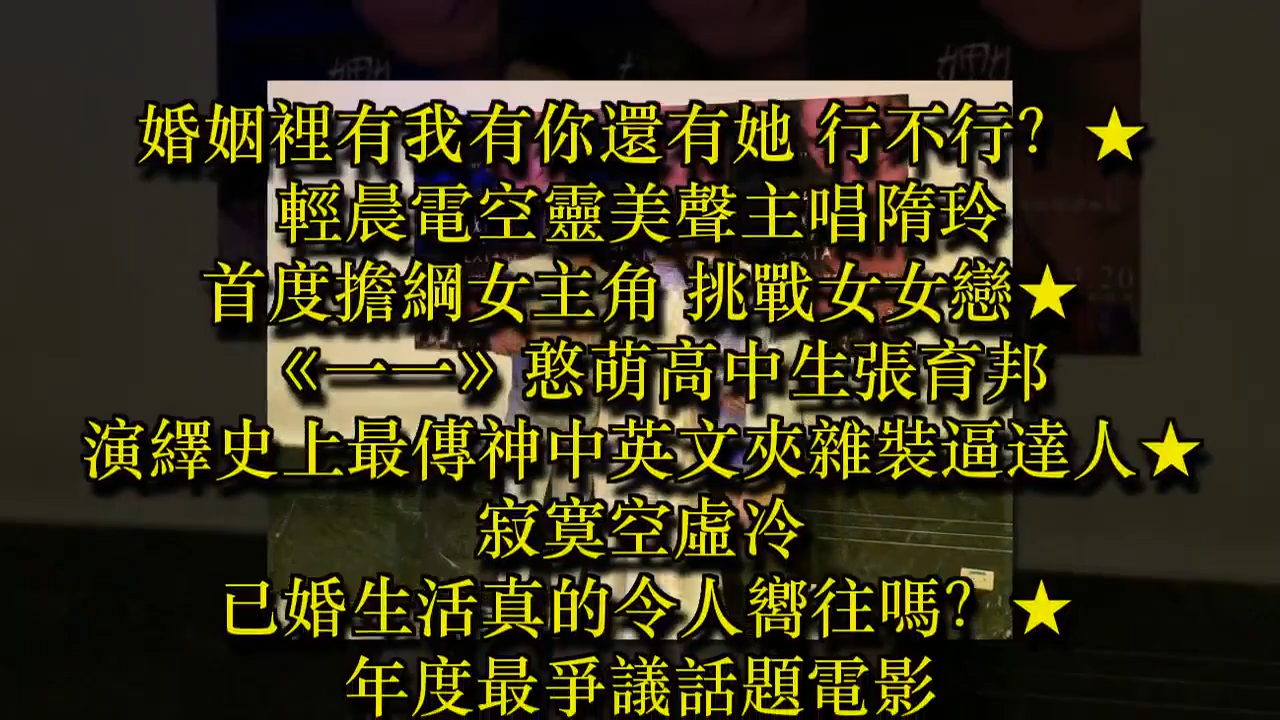 婚姻裡有我有你還有她 行不行？★
輕晨電空靈美聲主唱隋玲
首度擔綱女主角 挑戰女女戀★
《一一》憨萌高中生張育邦
演繹史上最傳神中英文夾雜裝逼達人★
寂寞空虛冷
已婚生活真的令人嚮往嗎？★
年度最爭議話題電影